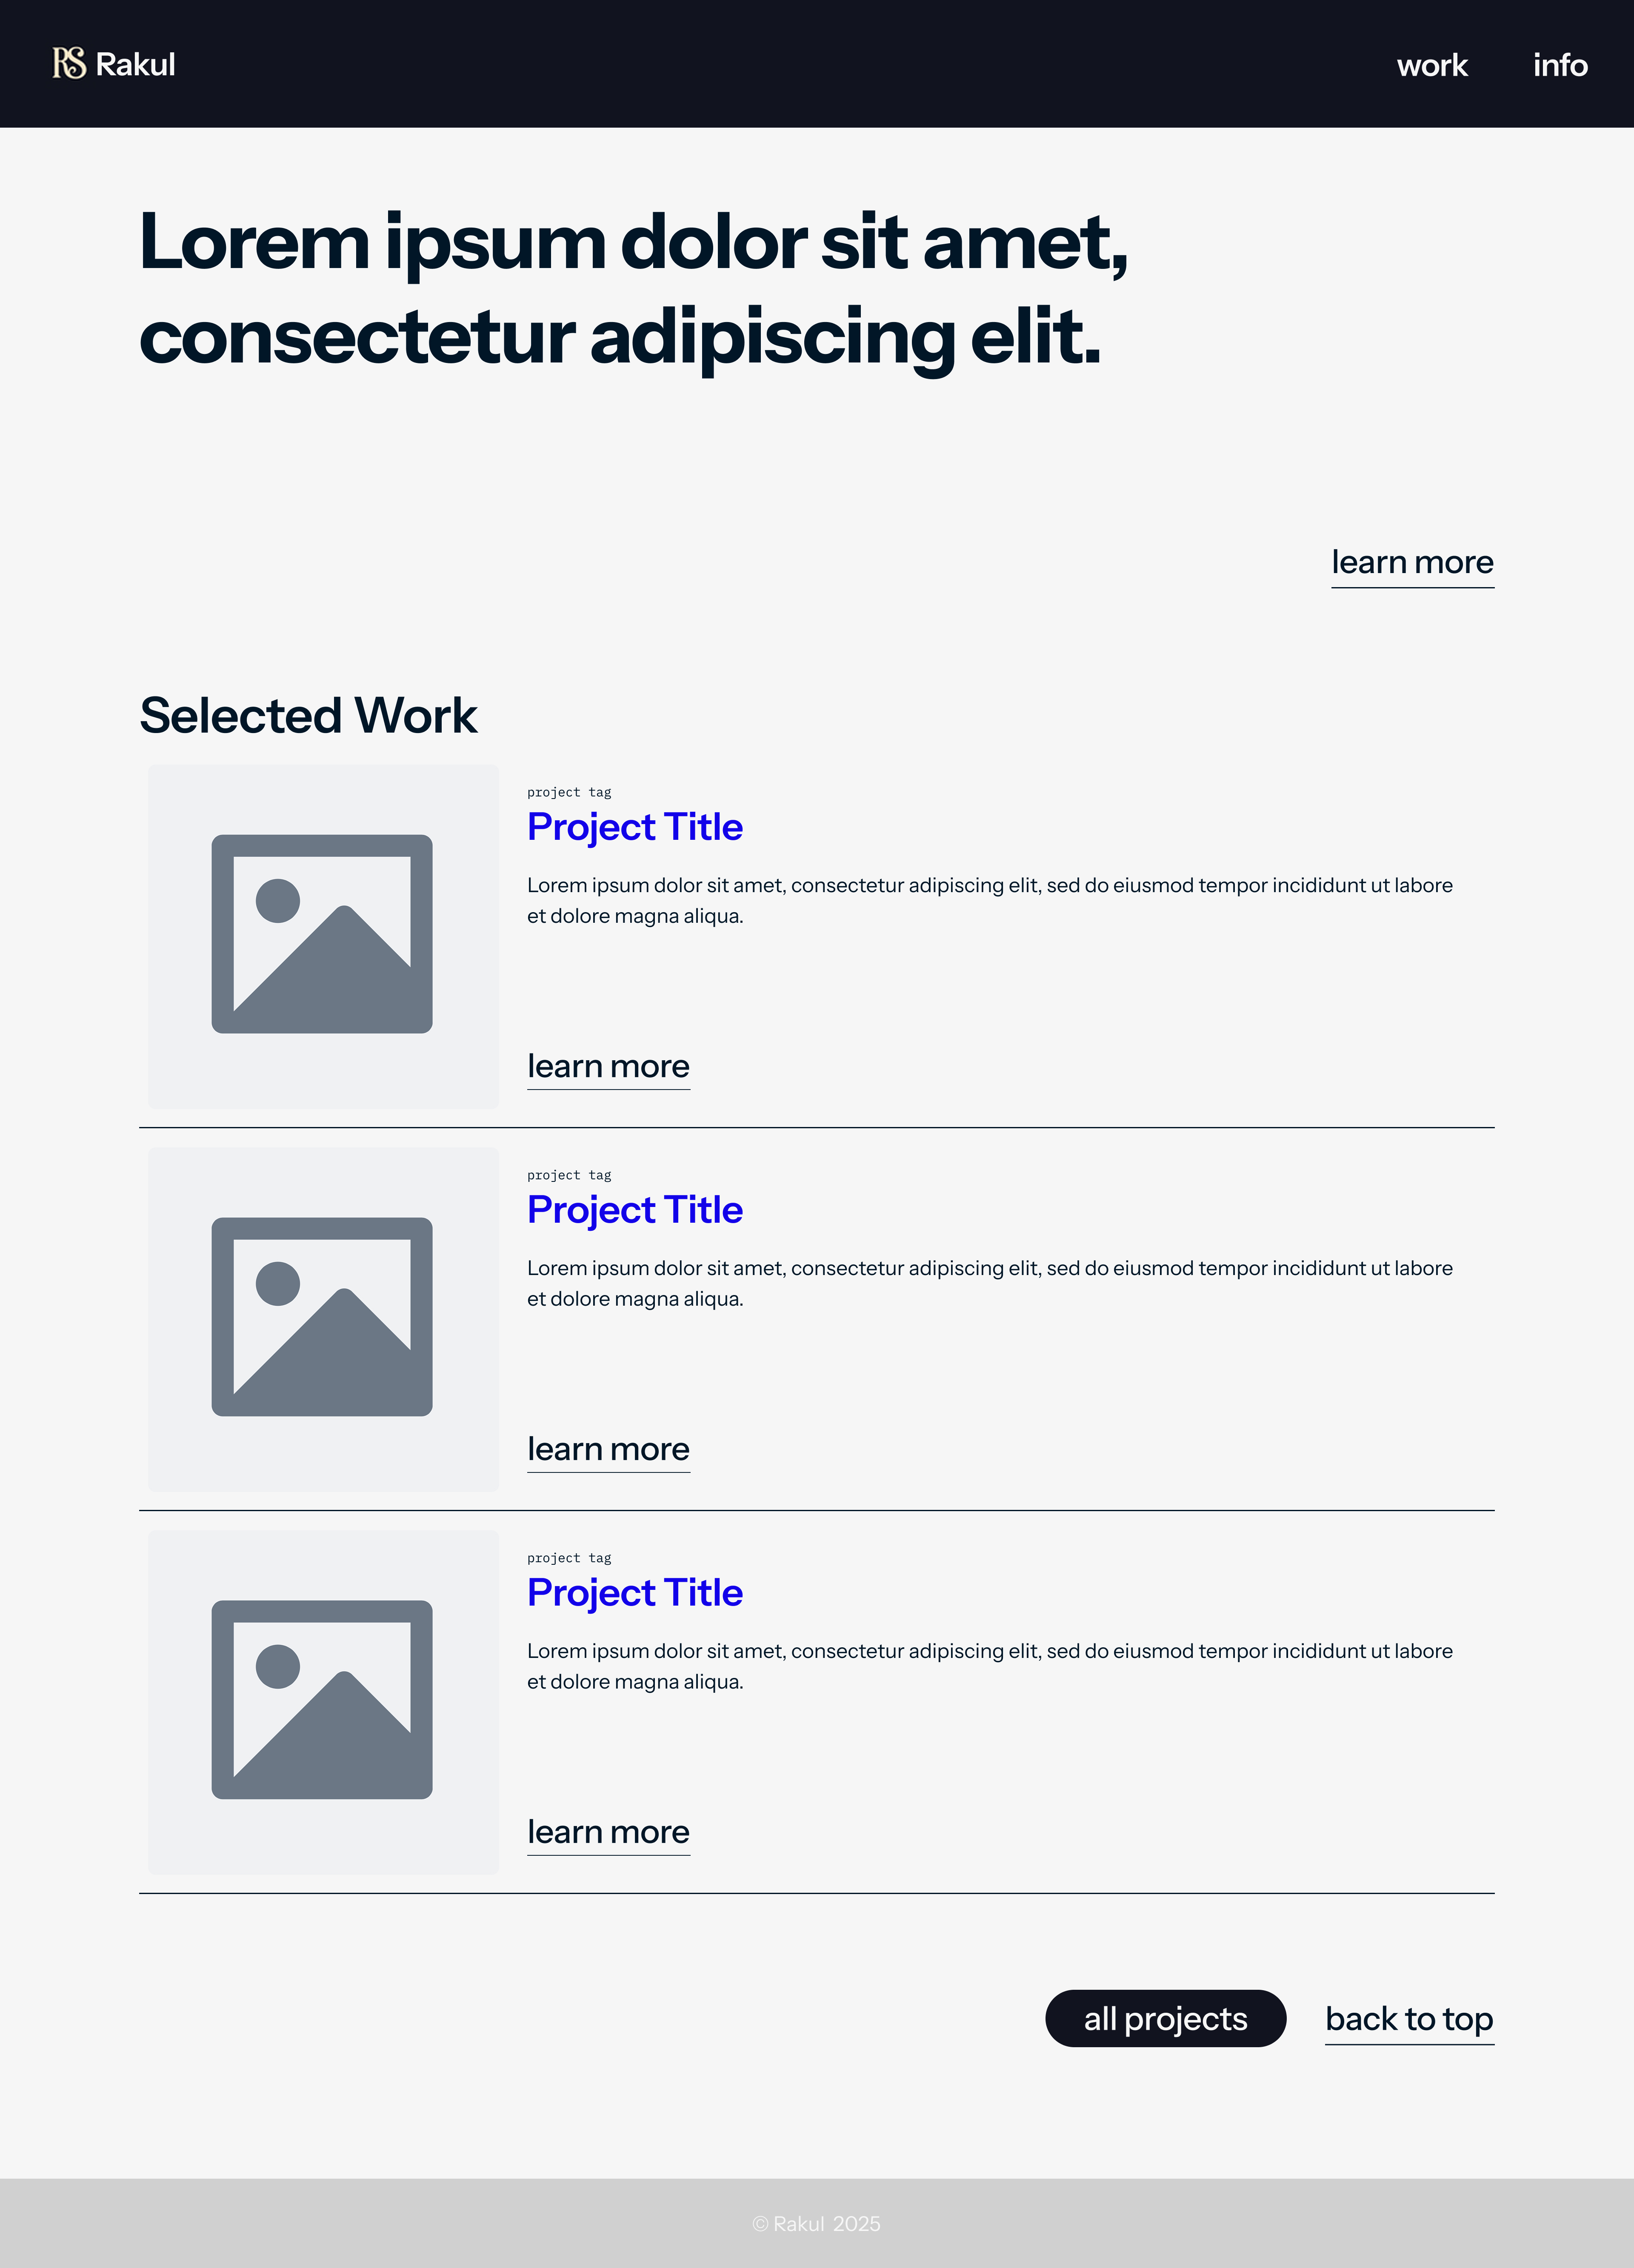 RS Rakul
work
info
Lorem ipsum dolor sit amet,
consectetur adipiscing elit.
learn more
Selected Work
project tag
Project Title
Lorem ipsum dolor sit amet, consectetur adipiscing elit, sed do eiusmod tempor incididunt ut labore
et dolore magna aliqua.
learn more
project tag
Project Title
Lorem ipsum dolor sit amet, consectetur adipiscing elit, sed do eiusmod tempor incididunt ut labore
et dolore magna aliqua.
learn more
project tag
Project Title
Lorem ipsum dolor sit amet, consectetur adipiscing elit, sed do eiusmod tempor incididunt ut labore
et dolore magna aliqua.
learn more
all projects
back to top
© Rakul 2025